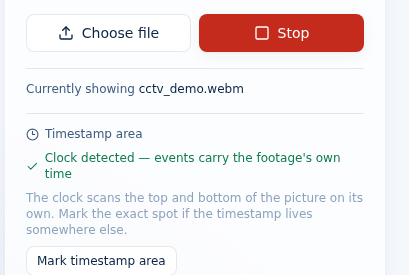 Choose file
Stop
Currently showing cctv_demo.webm
Timestamp area
Clock detected — events carry the footage's own
time
The clock scans the top and bottom of the picture on its
own. Mark the exact spot if the timestamp lives
somewhere else.
Mark timestamp area